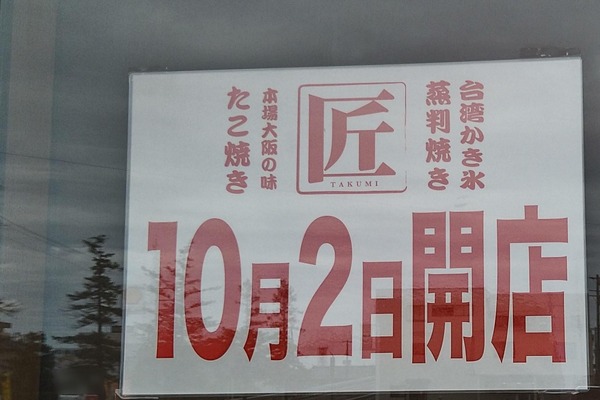 台湾かき氷
蒸判焼き
匠
TAKUMI
本場大阪の味
たこ焼き
10月2日開店